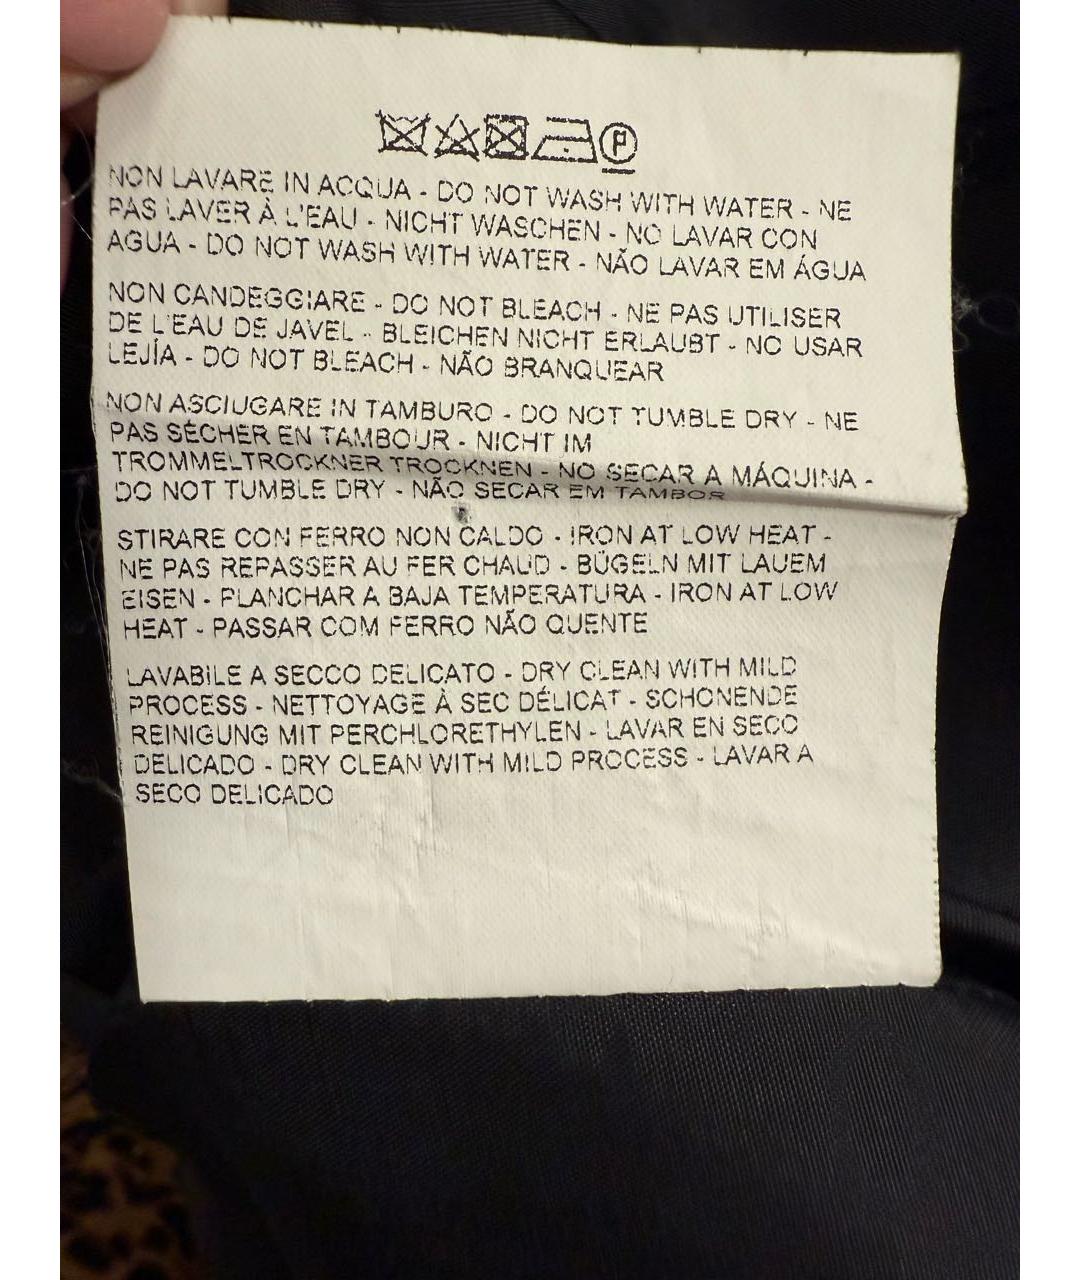 P
NON LAVARE IN ACQUA - DO NOT WASH WITH WATER - NE
PAS LAVER À L'EAU - NICHT WASCHEN - NO LAVAR CON
AGUA - DO NOT WASH WITH WATER - NÃO LAVAR EM ÁGUA
NON CANDEGGIARE - DO NOT BLEACH - NE PAS UTILISER
DE L'EAU DE JAVEL - BLEICHEN NICHT ERLAUBT - NO USAR
LEJÍA - DO NOT BLEACH - NÃO BRANQUEAR
NON ASCIUGARE IN TAMBURO - DO NOT TUMBLE DRY - NE
PAS SÉCHER EN TAMBOUR - NICHT IM
TROMMELTROCKNER TROCKNEN - NO SECAR A MÁQUINA -
DO NOT TUMBLE DRY - NÃO SECAR EM TAMBOR
STIRARE CON FERRO NON CALDO - IRON AT LOW HEAT -
NE PAS REPASSER AU FER CHAUD - BÜGELN MIT LAUEM
EISEN - PLANCHAR A BAJA TEMPERATURA - IRON AT LOW
HEAT - PASSAR COM FERRO NÃO QUENTE
LAVABILE A SECCO DELICATO - DRY CLEAN WITH MILD
PROCESS - NETTOYAGE À SEC DÉLICAT - SCHONENDE
REINIGUNG MIT PERCHLORETHYLEN - LAVAR EN SECO
DELICADO - DRY CLEAN WITH MILD PROCESS - LAVAR A
SECO DELICADO